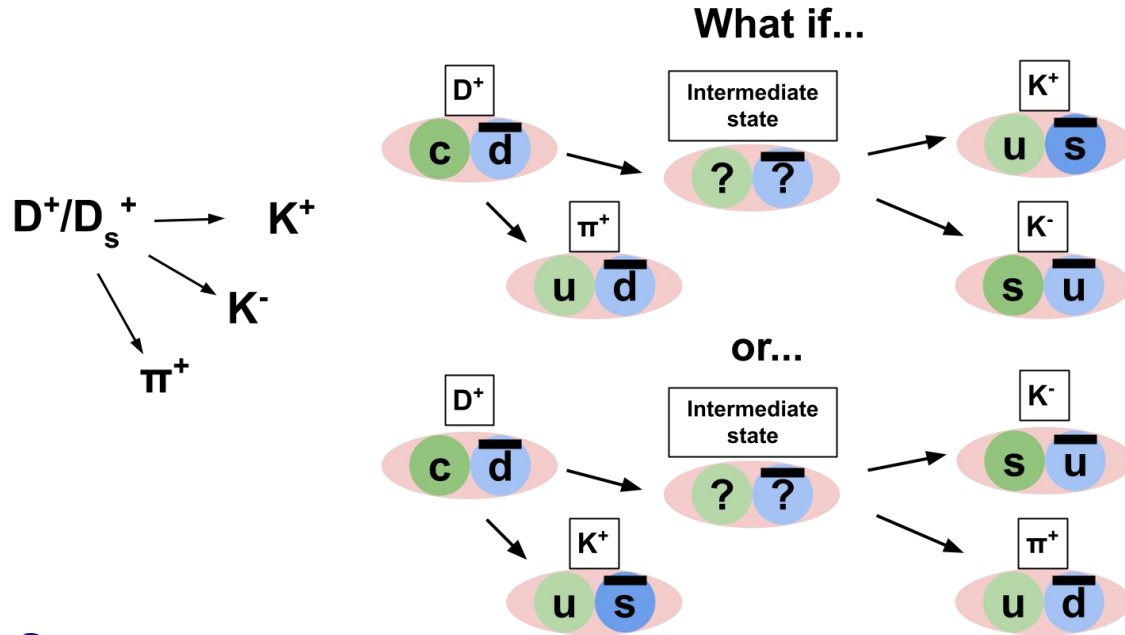 What if...
D⁺
c d̅
Intermediate
state
? ?̅
K⁺
u s̅
π⁺
u d̅
K⁻
s u̅
D⁺/Dₛ⁺
K⁺
K⁻
π⁺
or...
D⁺
c d̅
Intermediate
state
? ?̅
K⁻
s u̅
K⁺
u s̅
π⁺
u d̅